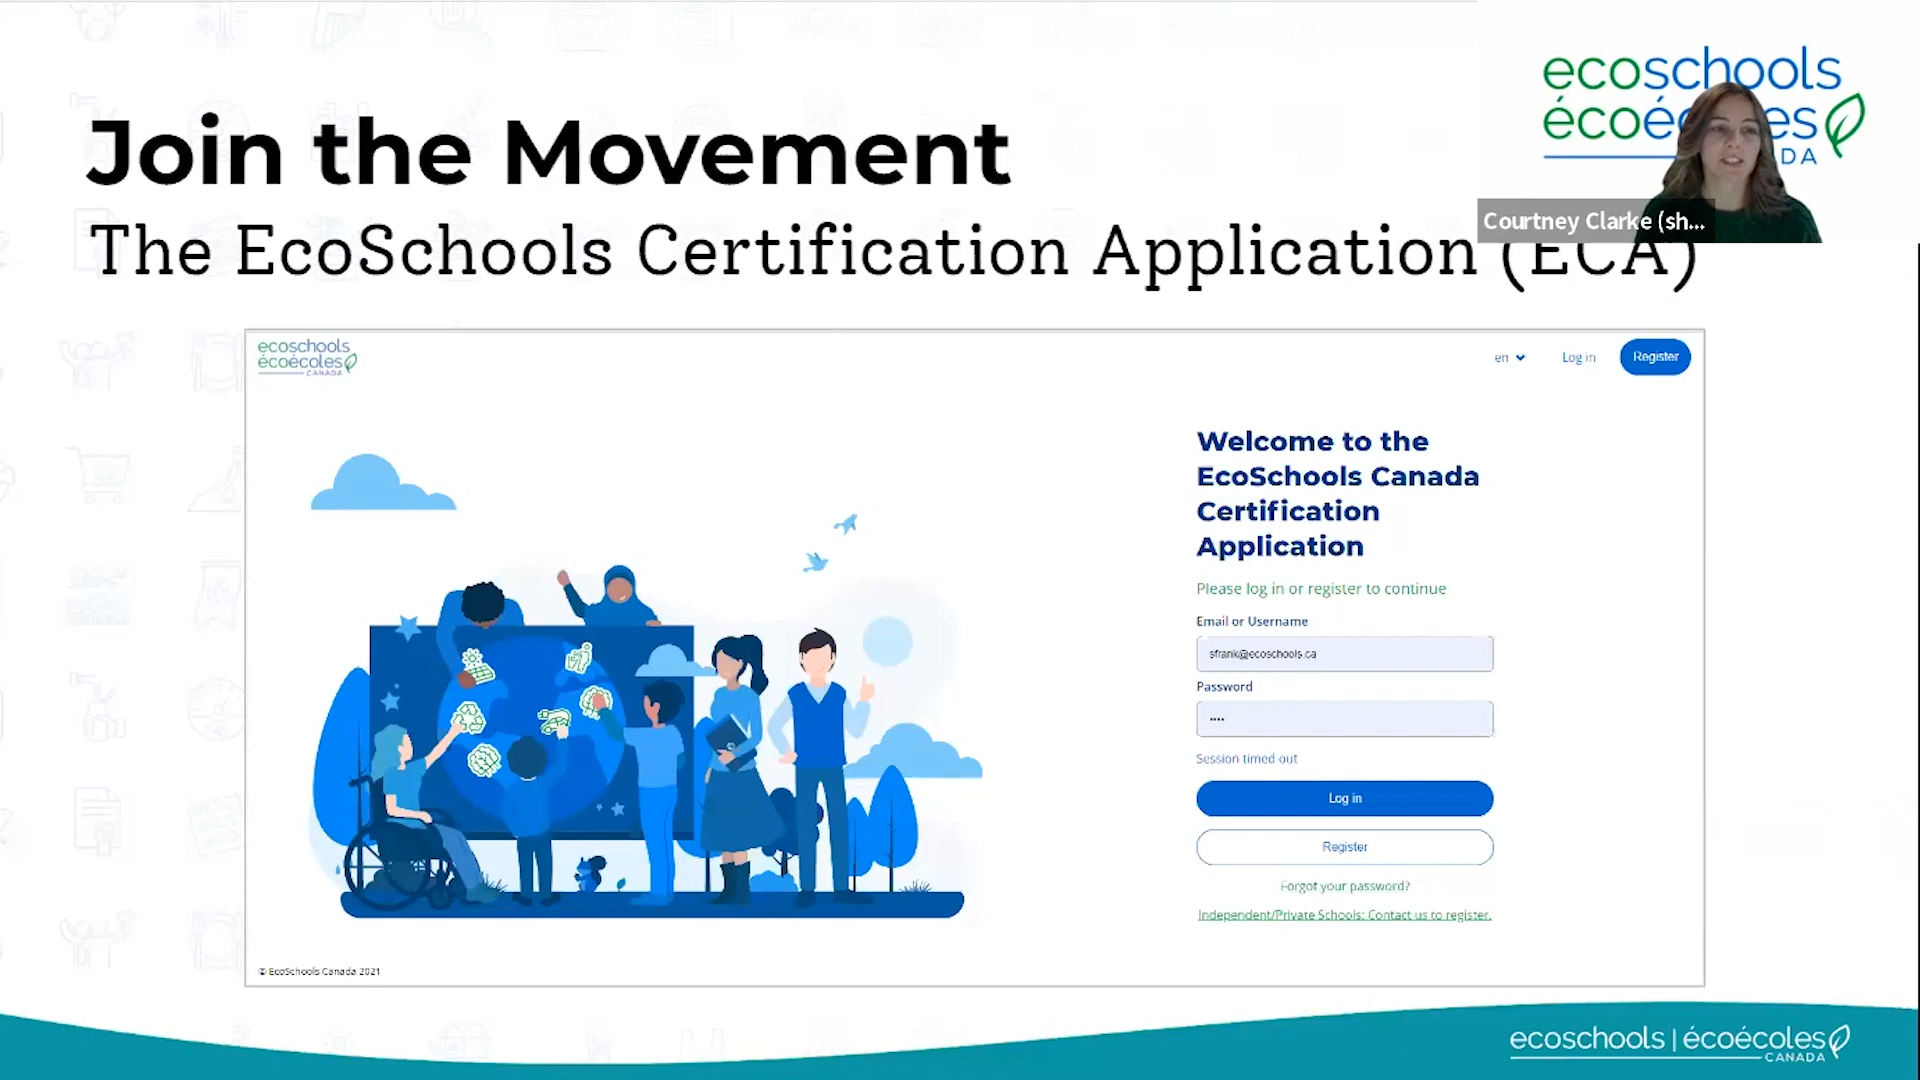 Join the Movement
The EcoSchools Certification Application (ECA)
ecoschools
écoé es
DA
Courtney Clarke (sh...
ecoschools
écoécoles
CANADA
en
Log in
Register
Welcome to the
EcoSchools Canada
Certification
Application
Please log in or register to continue
Email or Username
sfrank@ecoschools.ca
Password
Session timed out
Log in
Register
Forgot your password?
Independent/Private Schools: Contact us to register.
© EcoSchools Canada 2021
ecoschools | écoécoles
CANADA